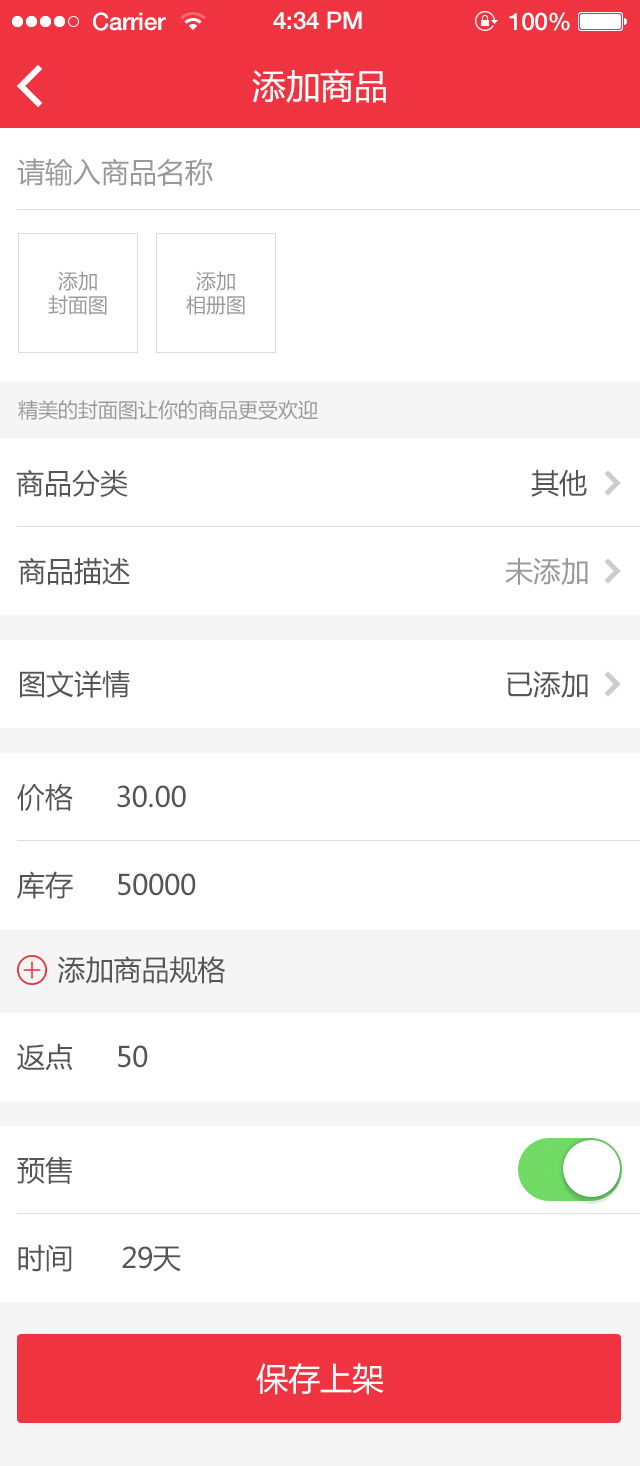 Carrier 4:34 PM 100%
添加商品
请输入商品名称
添加 添加
封面图 相册图
精美的封面图让你的商品更受欢迎
商品分类 其他
商品描述 未添加
图文详情 已添加
价格 30.00
库存 50000
添加商品规格
返点 50
预售
时间 29天
保存上架